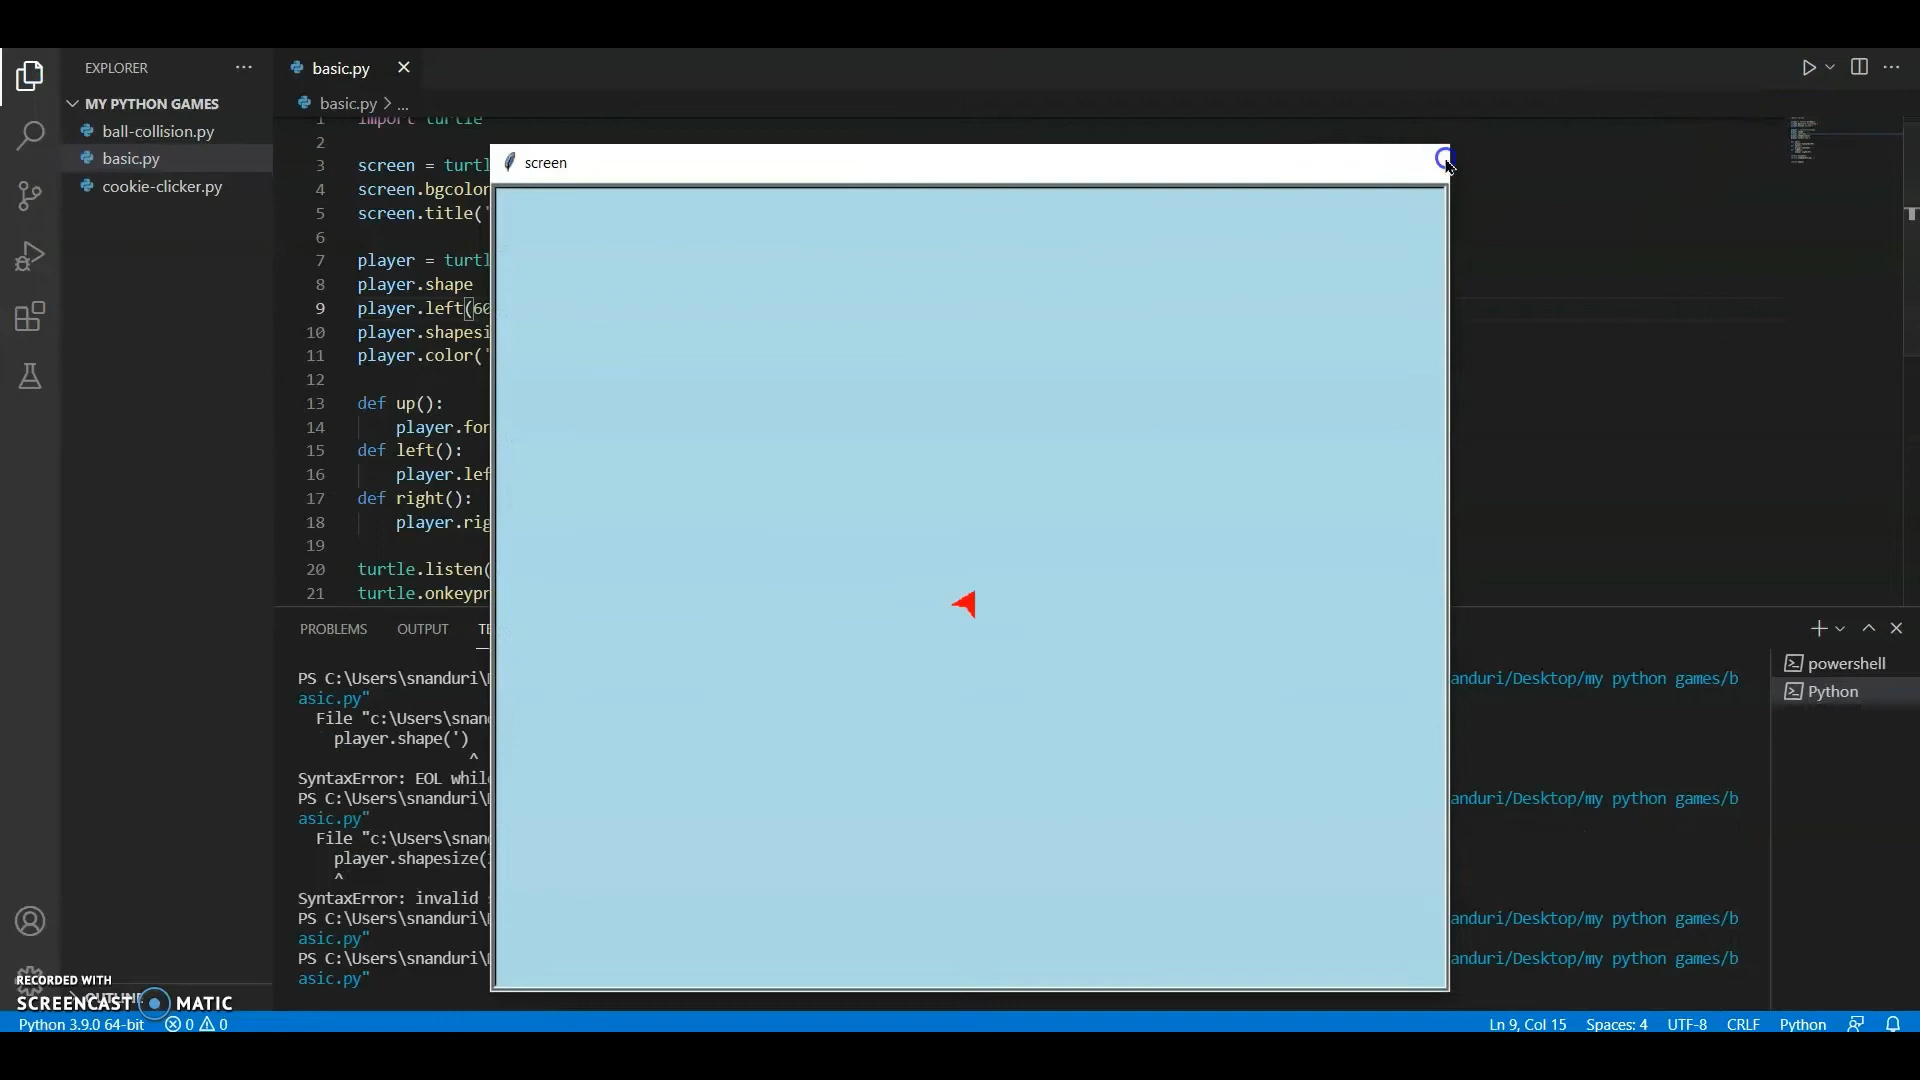 EXPLORER
MY PYTHON GAMES
ball-collision.py
basic.py
cookie-clicker.py
basic.py
basic.py > ...
1 import turtle
2
3 screen = turtl
4 screen.bgcolor
5 screen.title('
6
7 player = turtl
8 player.shape
9 player.left(60
10 player.shapesi
11 player.color('
12
13 def up():
14 player.for
15 def left():
16 player.lef
17 def right():
18 player.rig
19
20 turtle.listen(
21 turtle.onkeypr
screen
PROBLEMS OUTPUT TE
PS C:\Users\snanduri\ anduri/Desktop/my python games/b
asic.py"
File "c:\Users\snand
player.shape(')
^
SyntaxError: EOL while
PS C:\Users\snanduri\ anduri/Desktop/my python games/b
asic.py"
File "c:\Users\snand
player.shapesize(
^
SyntaxError: invalid
PS C:\Users\snanduri\ anduri/Desktop/my python games/b
asic.py"
PS C:\Users\snanduri\ anduri/Desktop/my python games/b
asic.py"
powershell
Python
RECORDED WITH
SCREENCAST MATIC
OUTLINE
Python 3.9.0 64-bit 0 0
Ln 9, Col 15 Spaces: 4 UTF-8 CRLF Python